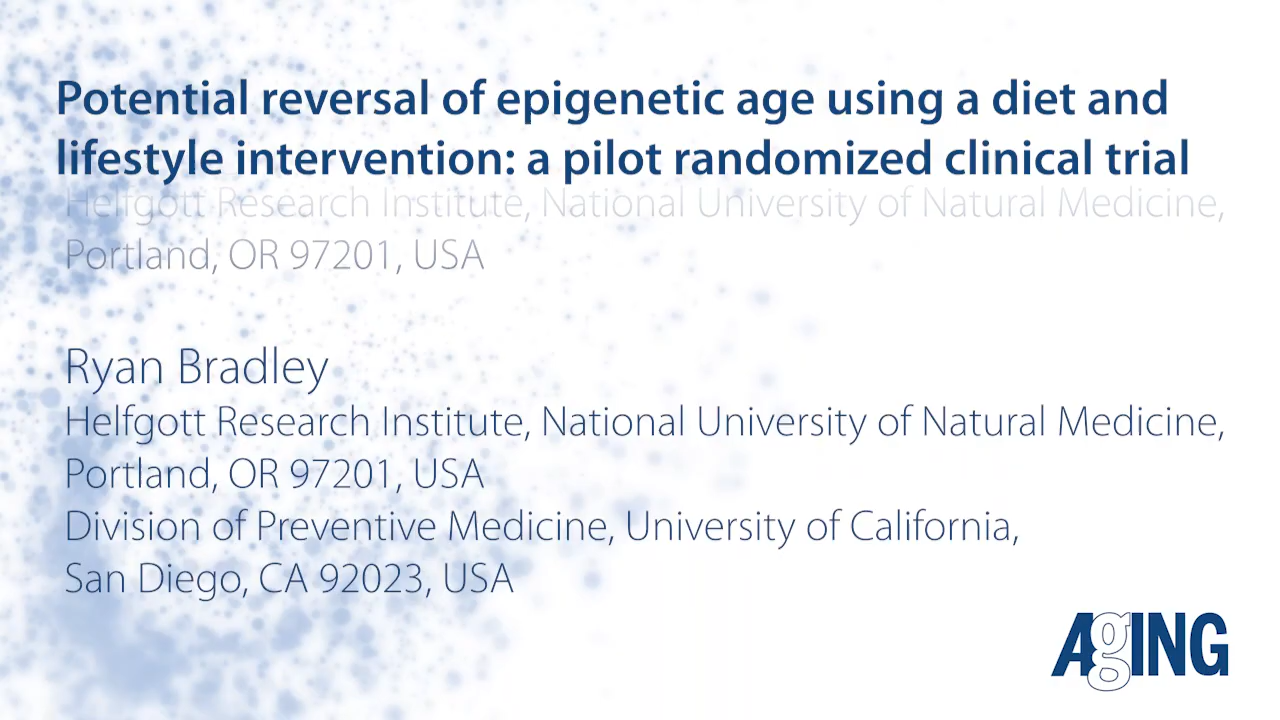 Potential reversal of epigenetic age using a diet and
lifestyle intervention: a pilot randomized clinical trial
Helfgott Research Institute, National University of Natural Medicine,
Portland, OR 97201, USA
Ryan Bradley
Helfgott Research Institute, National University of Natural Medicine,
Portland, OR 97201, USA
Division of Preventive Medicine, University of California,
San Diego, CA 92023, USA
AgING